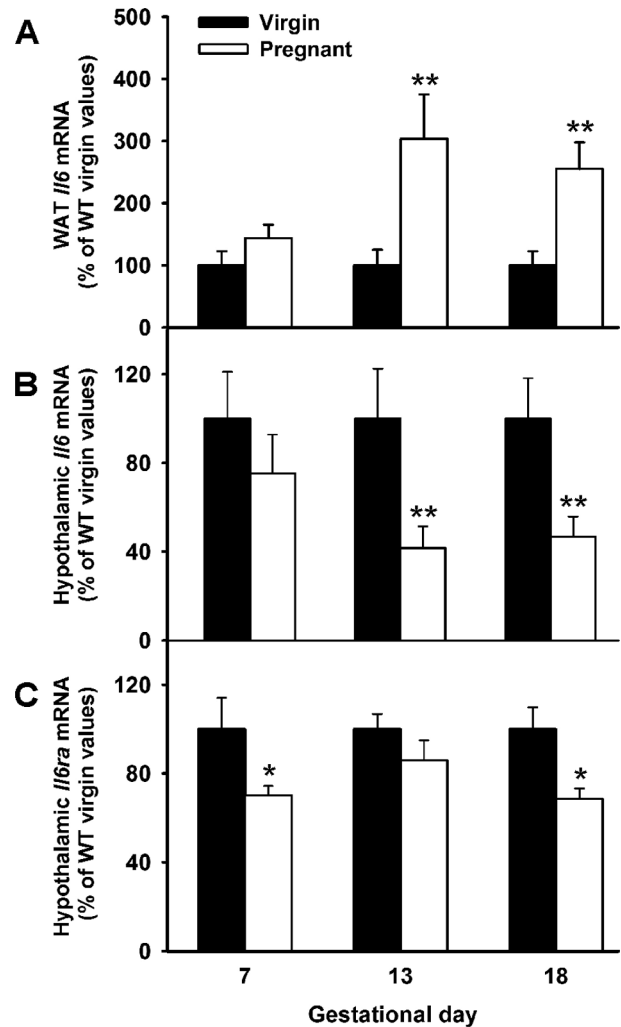 A
WAT Il6 mRNA
(% of WT virgin values)
500
400
300
200
100
0
Virgin
Pregnant
**
**
B
Hypothalamic Il6 mRNA
(% of WT virgin values)
120
80
40
0
**
**
C
Hypothalamic Il6ra mRNA
(% of WT virgin values)
120
80
40
0
*
*
7 13 18
Gestational day